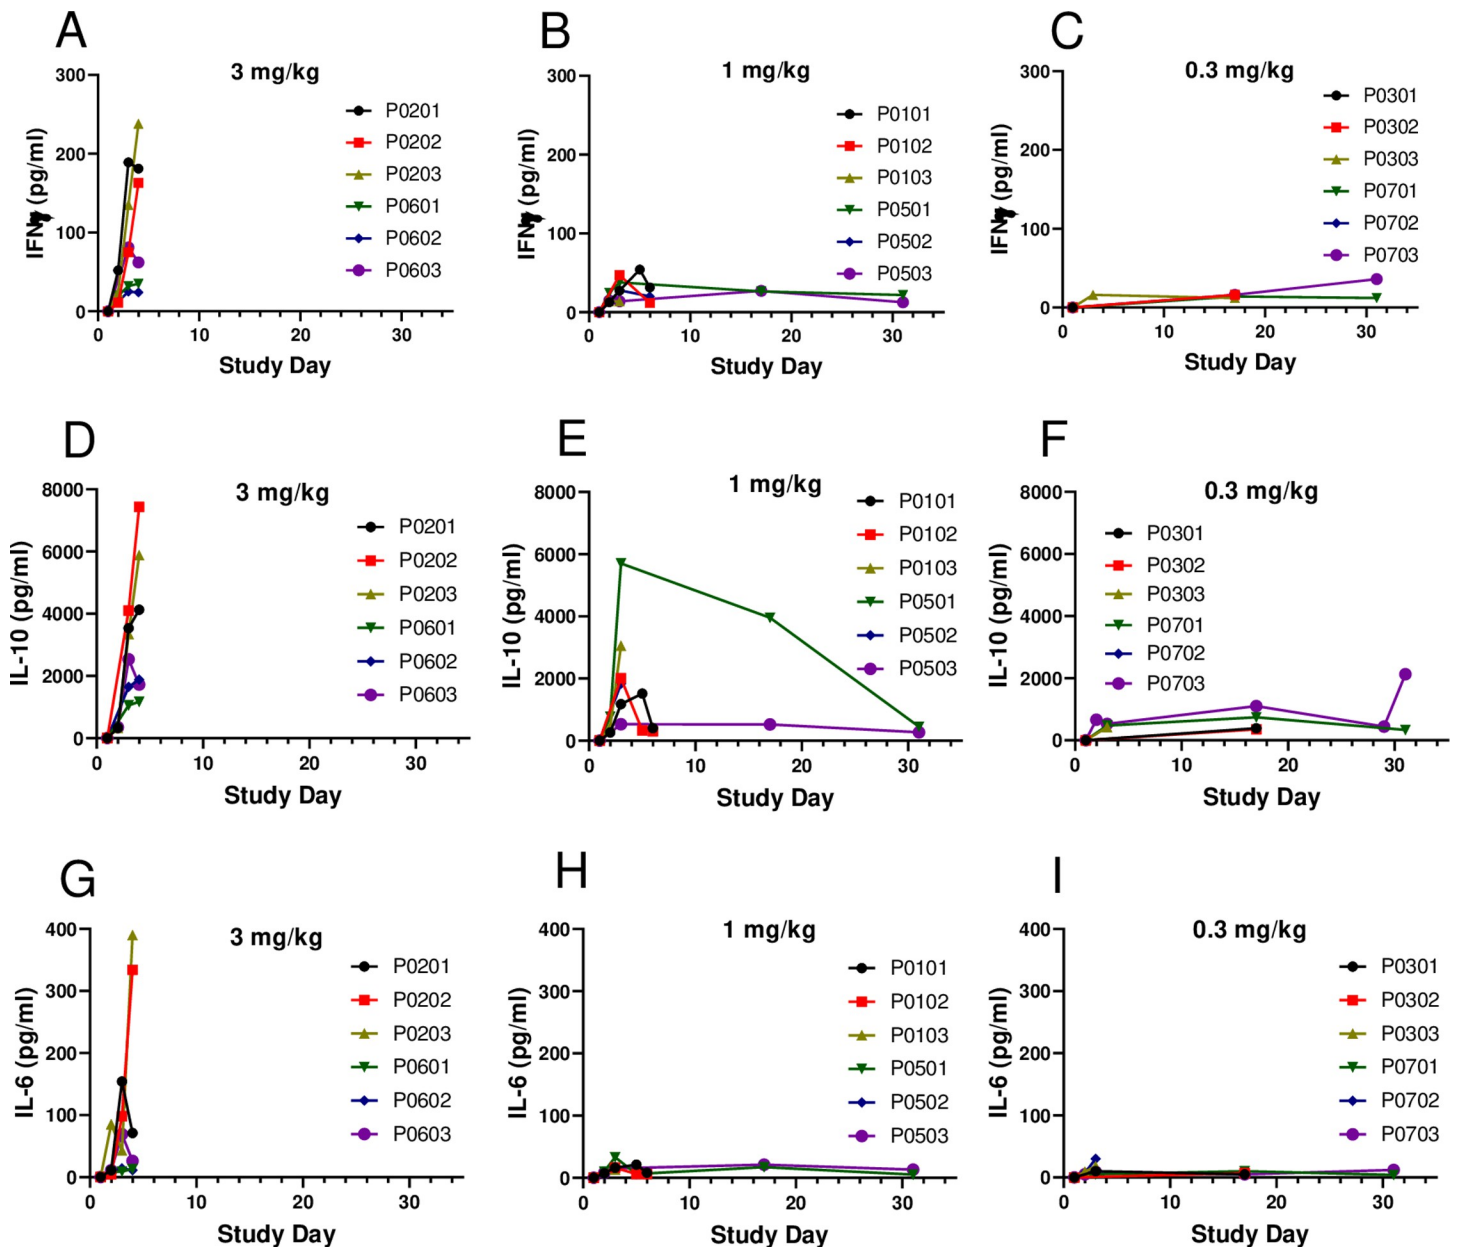 A
3 mg/kg
IFNγ (pg/ml)
300
200
100
0
0 10 20 30
Study Day
P0201
P0202
P0203
P0601
P0602
P0603
B
1 mg/kg
IFNγ (pg/ml)
300
200
100
0
0 10 20 30
Study Day
P0101
P0102
P0103
P0501
P0502
P0503
C
0.3 mg/kg
IFNγ (pg/ml)
300
200
100
0
0 10 20 30
Study Day
P0301
P0302
P0303
P0701
P0702
P0703
D
3 mg/kg
IL-10 (pg/ml)
8000
6000
4000
2000
0
0 10 20 30
Study Day
P0201
P0202
P0203
P0601
P0602
P0603
E
1 mg/kg
IL-10 (pg/ml)
8000
6000
4000
2000
0
0 10 20 30
Study Day
P0101
P0102
P0103
P0501
P0502
P0503
F
0.3 mg/kg
IL-10 (pg/ml)
8000
6000
4000
2000
0
0 10 20 30
Study Day
P0301
P0302
P0303
P0701
P0702
P0703
G
3 mg/kg
IL-6 (pg/ml)
400
300
200
100
0
0 10 20 30
Study Day
P0201
P0202
P0203
P0601
P0602
P0603
H
1 mg/kg
IL-6 (pg/ml)
400
300
200
100
0
0 10 20 30
Study Day
P0101
P0102
P0103
P0501
P0502
P0503
I
0.3 mg/kg
IL-6 (pg/ml)
400
300
200
100
0
0 10 20 30
Study Day
P0301
P0302
P0303
P0701
P0702
P0703